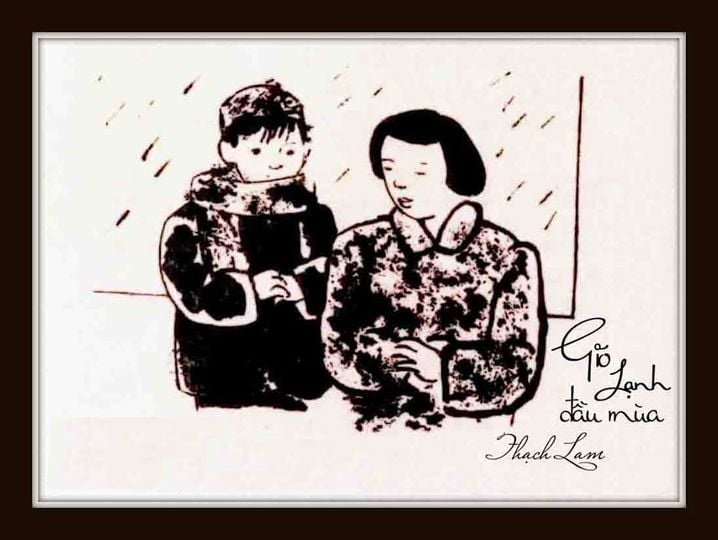 Gió
Lạnh
đầu mùa
Thạch Lam